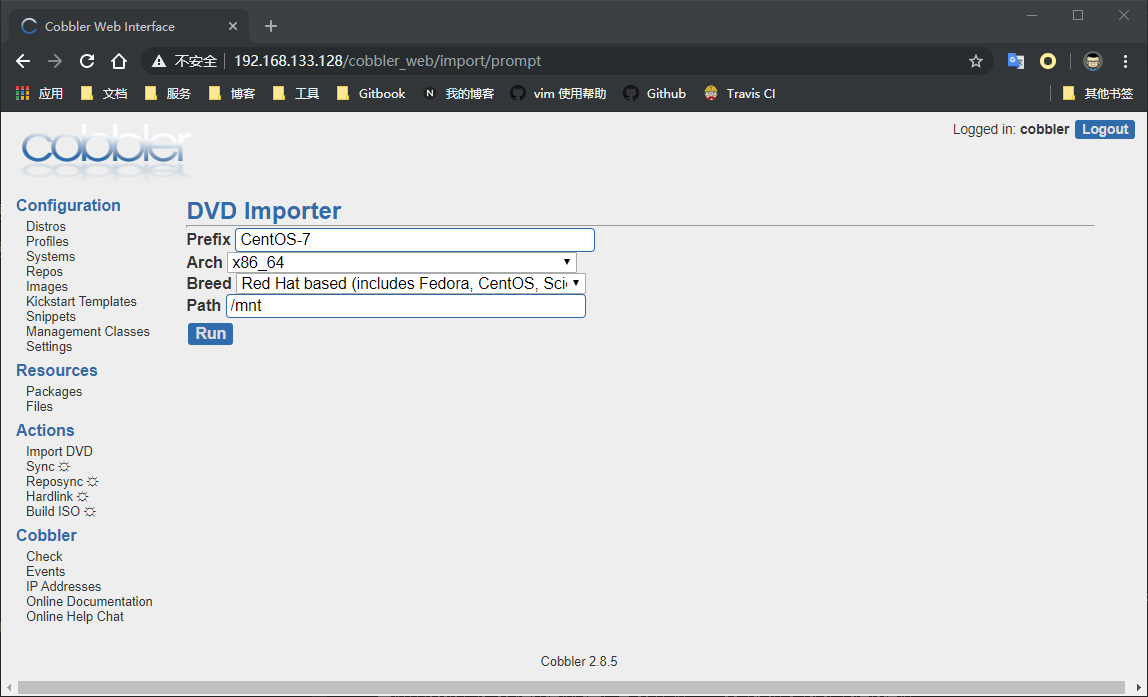 Cobbler Web Interface
不安全 192.168.133.128/cobbler_web/import/prompt
应用 文档 服务 博客 工具 Gitbook N 我的博客 vim 使用帮助 Github Travis CI 其他书签
cobbler
Logged in: cobbler Logout
Configuration
Distros
Profiles
Systems
Repos
Images
Kickstart Templates
Snippets
Management Classes
Settings
Resources
Packages
Files
Actions
Import DVD
Sync
Reposync
Hardlink
Build ISO
Cobbler
Check
Events
IP Addresses
Online Documentation
Online Help Chat
DVD Importer
Prefix CentOS-7
Arch x86_64
Breed Red Hat based (includes Fedora, CentOS, Sci
Path /mnt
Run
Cobbler 2.8.5